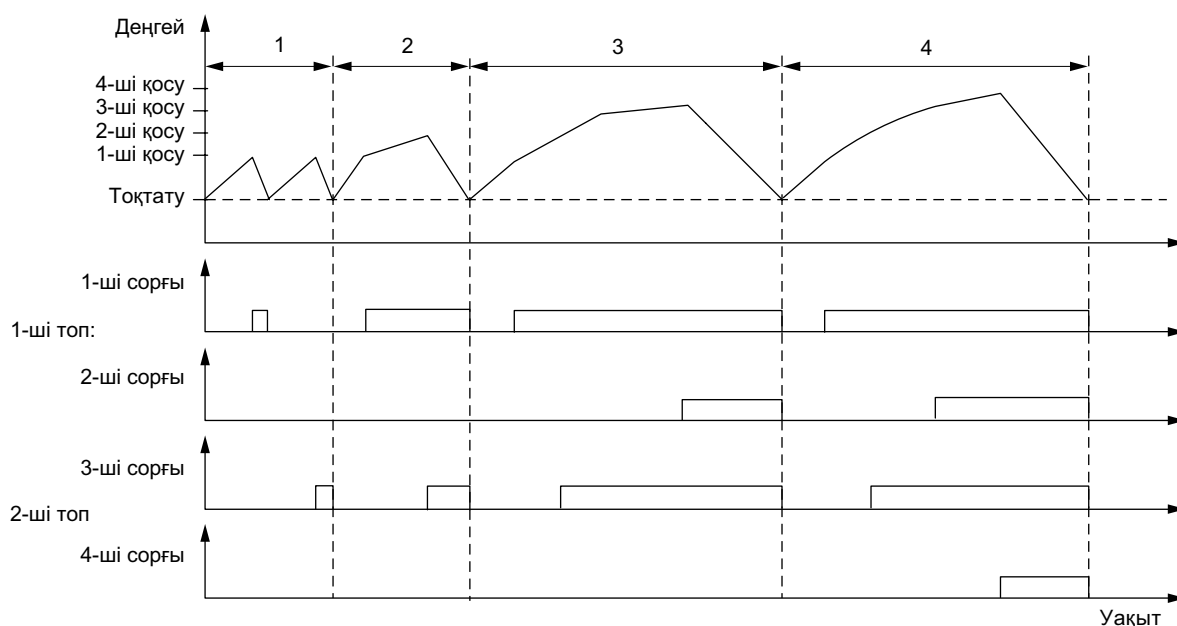 Деңгей
1
2
3
4
4-ші қосу
3-ші қосу
2-ші қосу
1-ші қосу
Тоқтату
1-ші сорғы
1-ші топ:
2-ші сорғы
3-ші сорғы
2-ші топ
4-ші сорғы
Уақыт